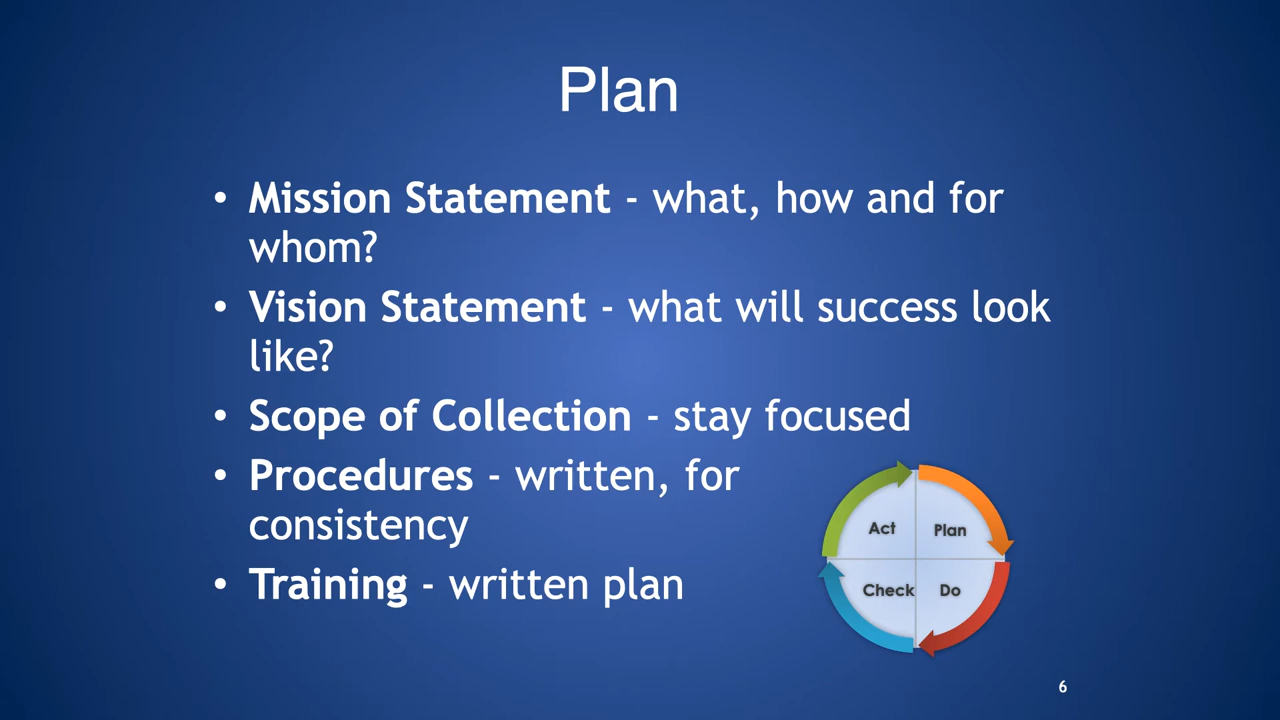 Plan
• Mission Statement - what, how and for
whom?
• Vision Statement - what will success look
like?
• Scope of Collection - stay focused
• Procedures - written, for
consistency
• Training - written plan
Act
Plan
Check
Do
6